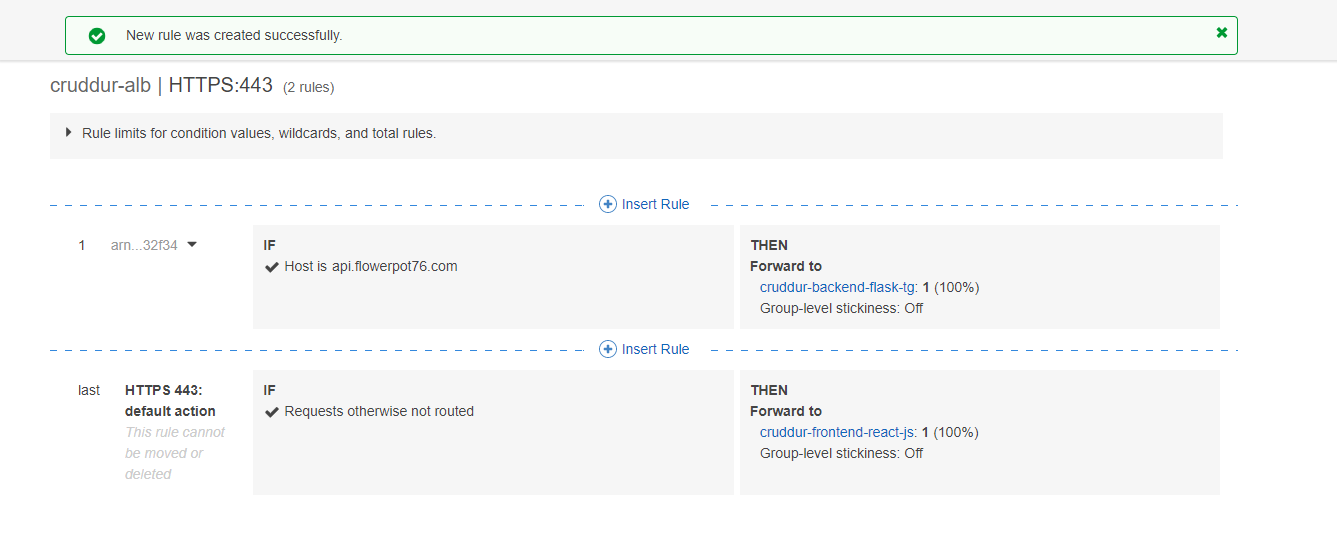 New rule was created successfully.
cruddur-alb | HTTPS:443 (2 rules)
Rule limits for condition values, wildcards, and total rules.
Insert Rule
1 arn...32f34
IF
Host is api.flowerpot76.com
THEN
Forward to
cruddur-backend-flask-tg: 1 (100%)
Group-level stickiness: Off
Insert Rule
last
HTTPS 443:
default action
This rule cannot
be moved or
deleted
IF
Requests otherwise not routed
THEN
Forward to
cruddur-frontend-react-js: 1 (100%)
Group-level stickiness: Off